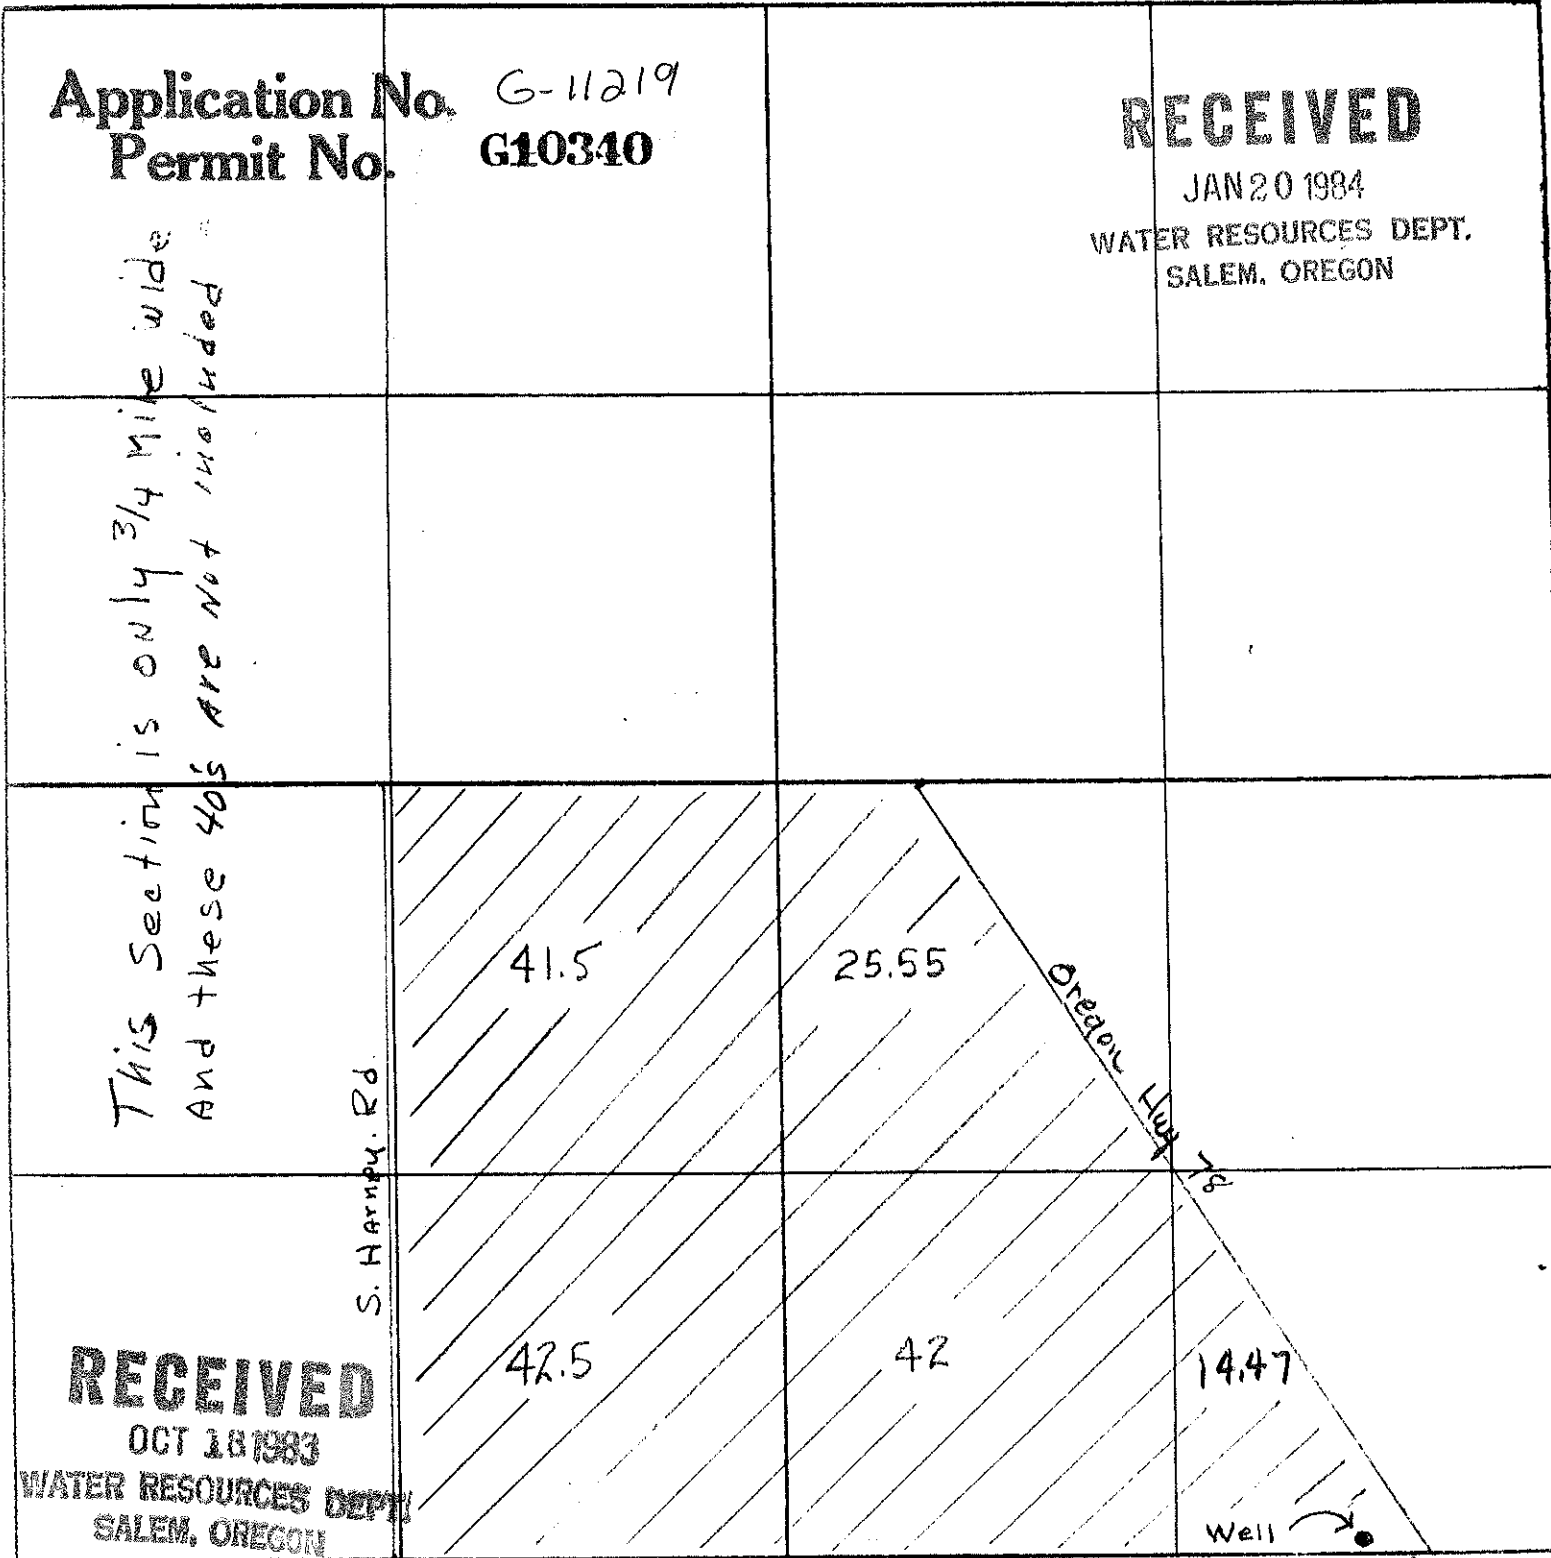 Application No. G-11219
Permit No. G10340
RECEIVED
JAN 20 1984
WATER RESOURCES DEPT.
SALEM, OREGON
This Section is only 3/4 Mile wide
And these 40's Are Not included
41.5
25.55
Oregon Hwy 78
S. Harney. Rd
42.5
42
14.47
RECEIVED
OCT 18 1983
WATER RESOURCES DEPT
SALEM, OREGON
Well